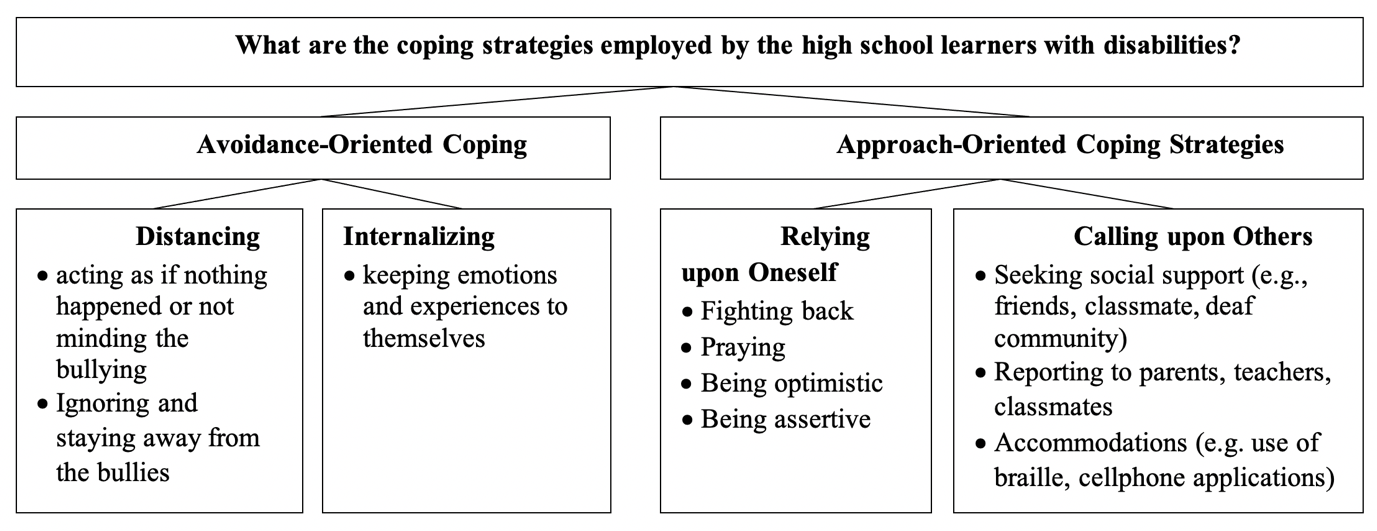 What are the coping strategies employed by the high school learners with disabilities?
Avoidance-Oriented Coping
Approach-Oriented Coping Strategies
Distancing
• acting as if nothing
happened or not
minding the
bullying
• Ignoring and
staying away from
the bullies
Internalizing
• keeping emotions
and experiences to
themselves
Relying
upon Oneself
• Fighting back
• Praying
• Being optimistic
• Being assertive
Calling upon Others
• Seeking social support (e.g.,
friends, classmate, deaf
community)
• Reporting to parents, teachers,
classmates
• Accommodations (e.g. use of
braille, cellphone applications)